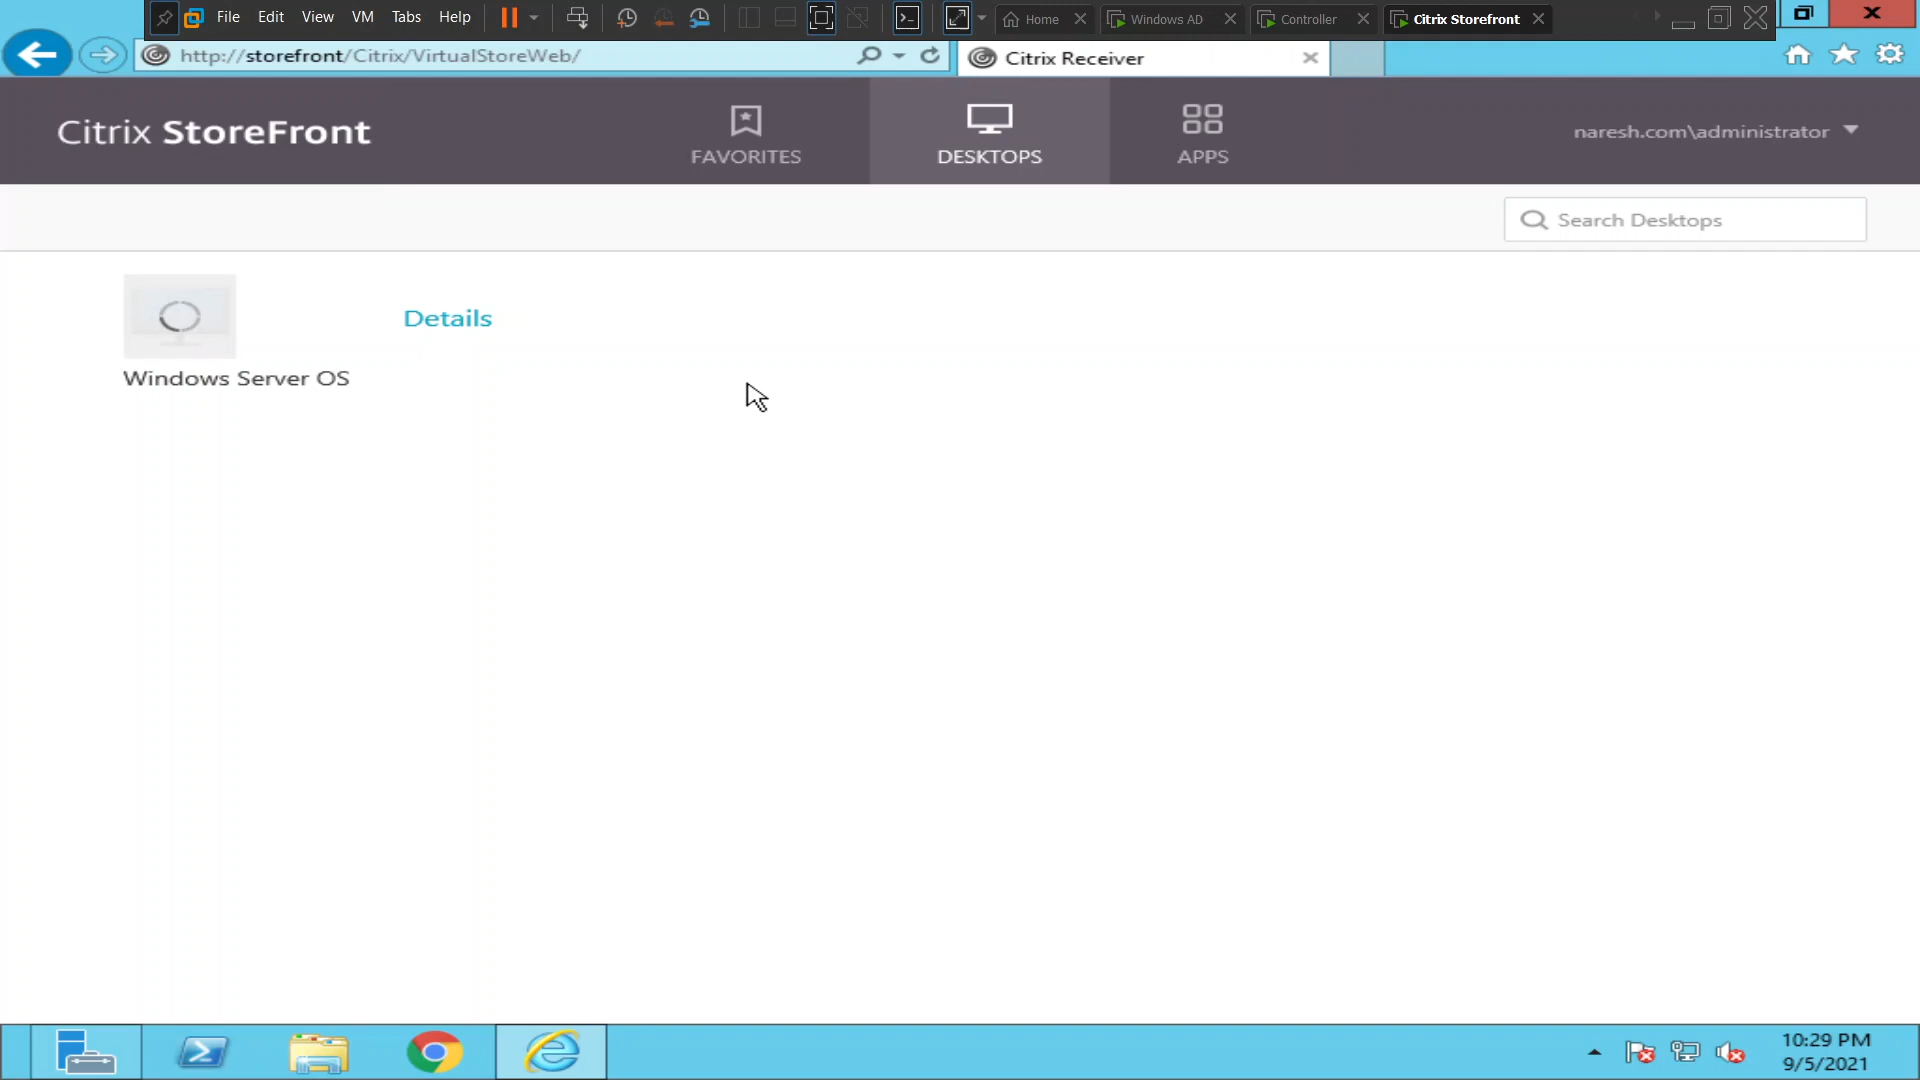 File Edit View VM Tabs Help
Home
Windows AD
Controller
Citrix Storefront
http://storefront/Citrix/VirtualStoreWeb/
Citrix Receiver
Citrix StoreFront
FAVORITES
DESKTOPS
APPS
naresh.com\administrator
Search Desktops
Details
Windows Server OS
10:29 PM
9/5/2021